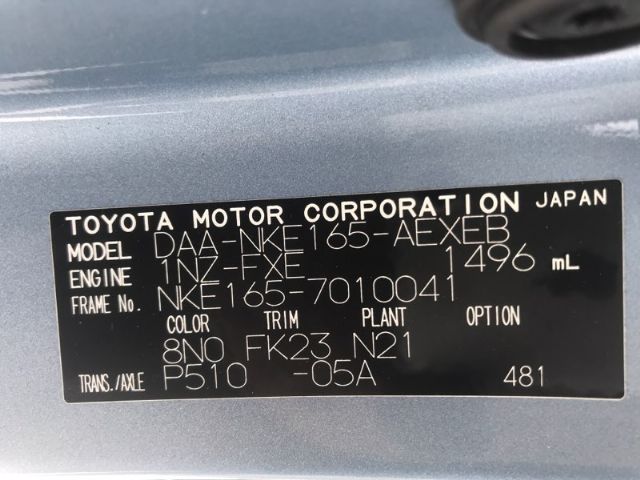 TOYOTA MOTOR CORPORATION JAPAN
MODEL DAA-NKE165-AEXEB
ENGINE 1NZ-FXE 1496 mL
FRAME No. NKE165-7010041
COLOR TRIM PLANT OPTION
8N0 FK23 N21
TRANS./AXLE P510 -05A 481